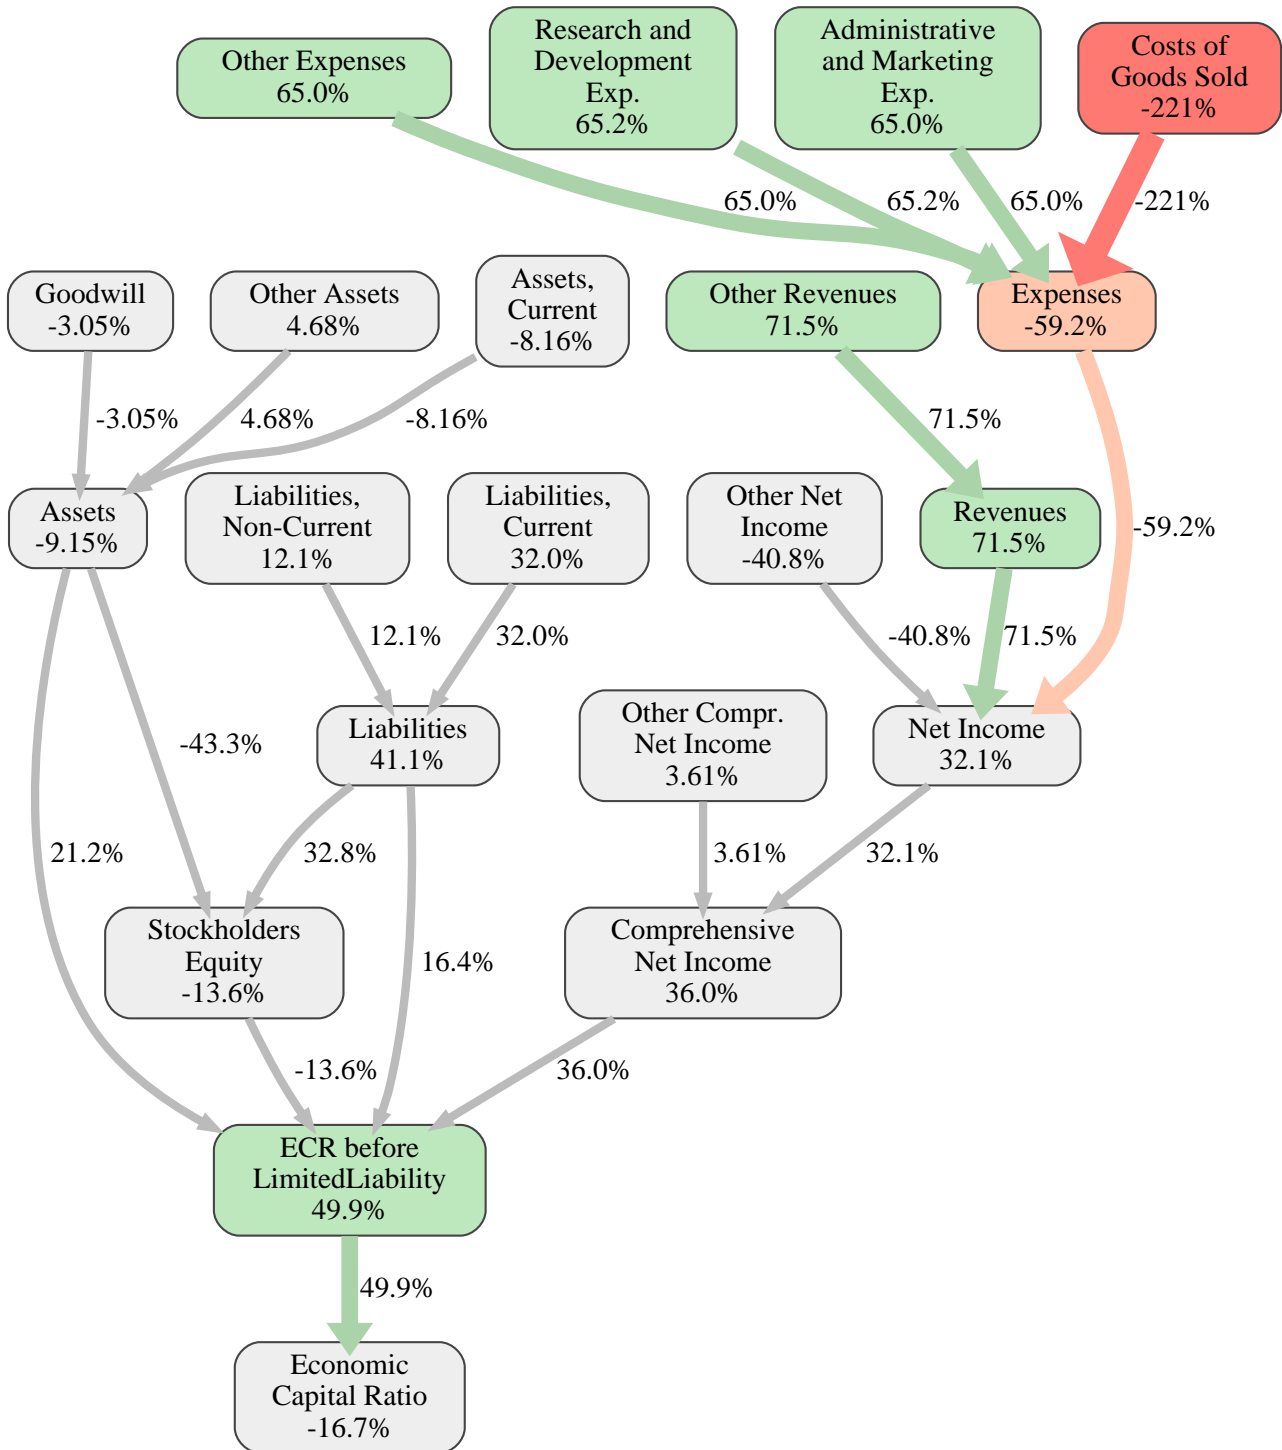 Other Expenses
65.0%
Research and
Development
Exp.
65.2%
Administrative
and Marketing
Exp.
65.0%
Costs of
Goods Sold
-221%
65.0%
65.2%
65.0%
-221%
Goodwill
-3.05%
Other Assets
4.68%
Assets,
Current
-8.16%
Other Revenues
71.5%
Expenses
-59.2%
-3.05%
4.68%
-8.16%
71.5%
-59.2%
Assets
-9.15%
Liabilities,
Non-Current
12.1%
Liabilities,
Current
32.0%
Other Net
Income
-40.8%
Revenues
71.5%
12.1%
32.0%
-40.8%
71.5%
-43.3%
Liabilities
41.1%
Other Compr.
Net Income
3.61%
Net Income
32.1%
21.2%
32.8%
3.61%
32.1%
Stockholders
Equity
-13.6%
16.4%
Comprehensive
Net Income
36.0%
-13.6%
36.0%
ECR before
LimitedLiability
49.9%
49.9%
Economic
Capital Ratio
-16.7%